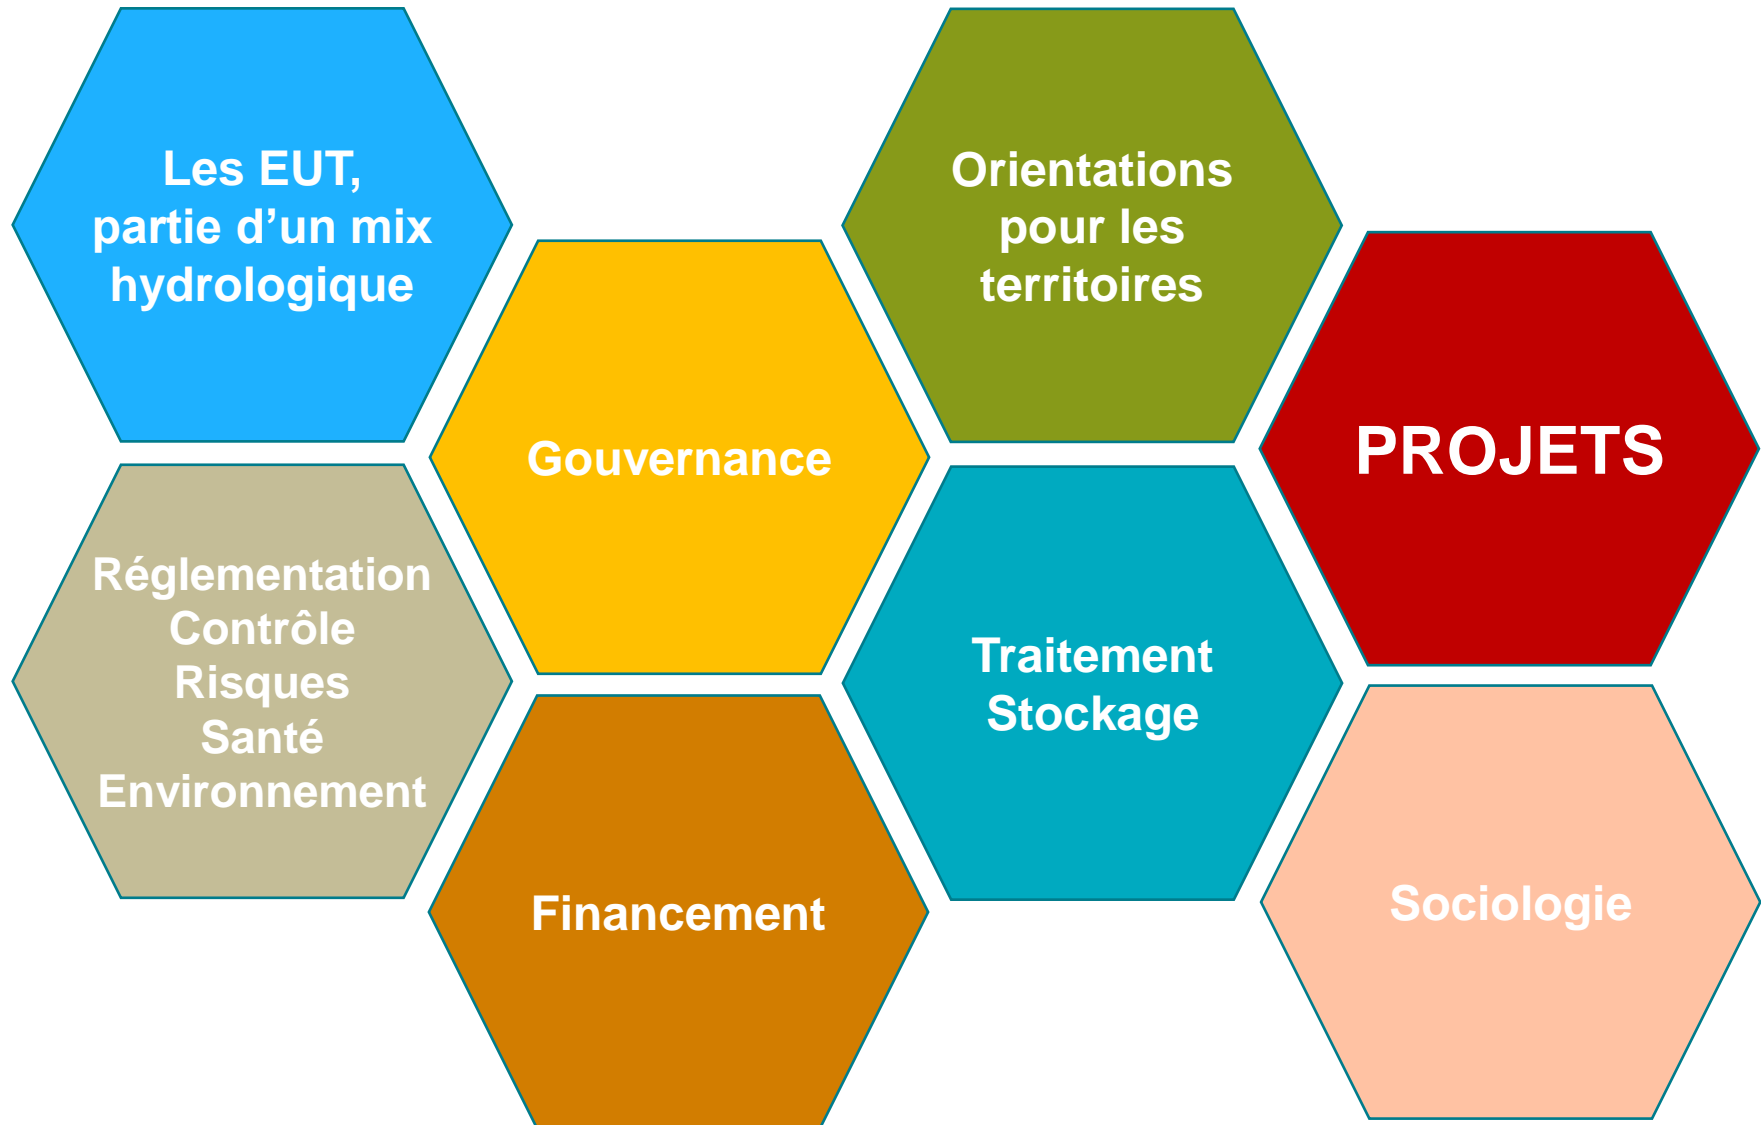 Les EUT,
partie d’un mix
hydrologique
Orientations
pour les
territoires
Gouvernance
PROJETS
Réglementation
Contrôle
Risques
Santé
Environnement
Traitement
Stockage
Financement
Sociologie